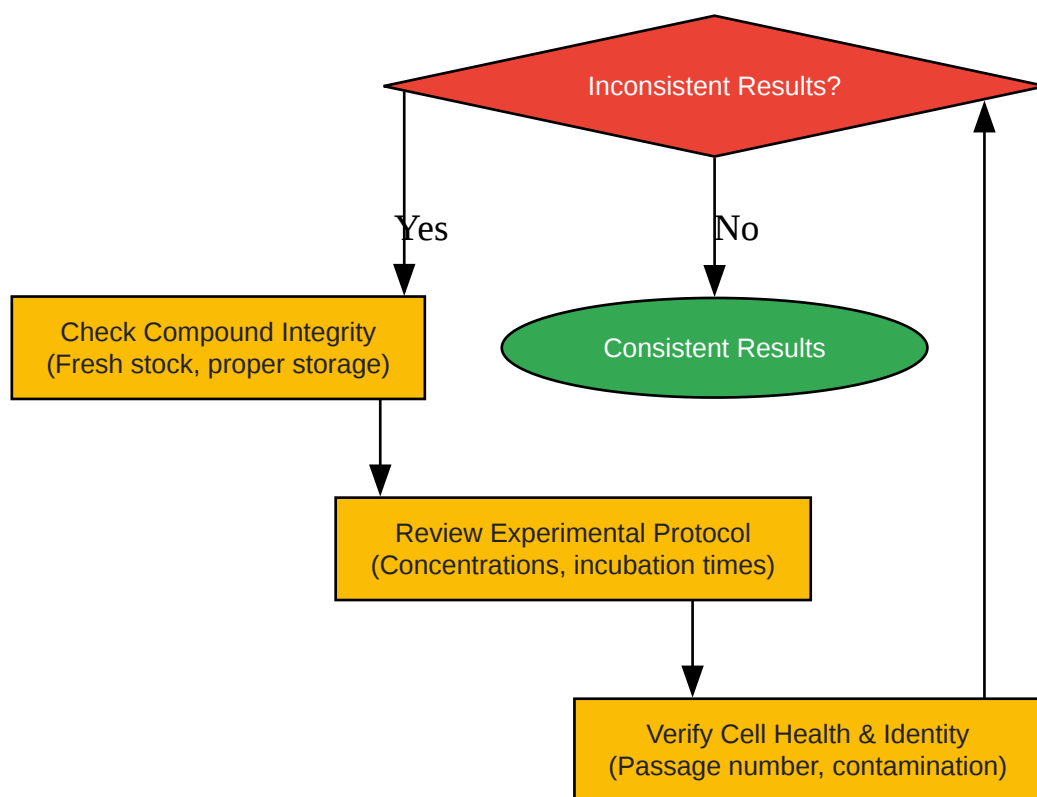 Inconsistent Results?
Yes
No
Check Compound Integrity
(Fresh stock, proper storage)
Consistent Results
Review Experimental Protocol
(Concentrations, incubation times)
Verify Cell Health & Identity
(Passage number, contamination)